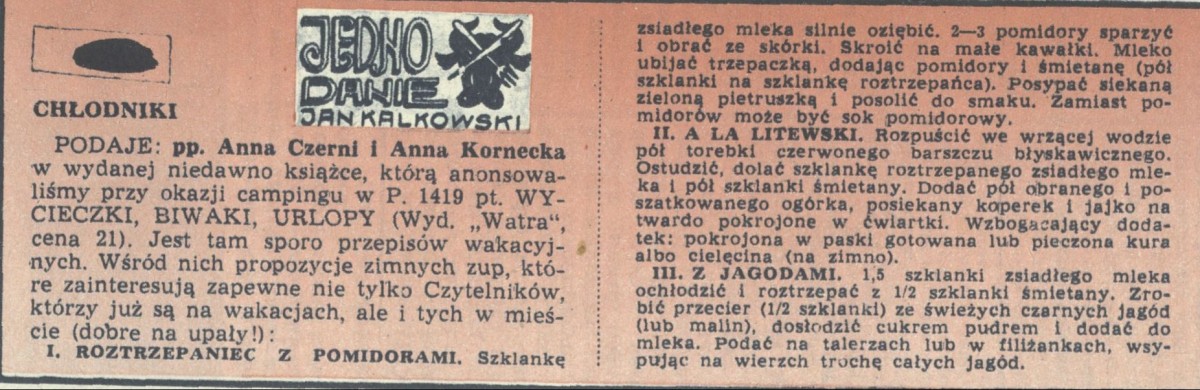 JEDNO
DANIE
JAN KALKOWSKI
CHŁODNIKI
PODAJE: pp. Anna Czerni i Anna Kornecka
w wydanej niedawno książce, którą anonsowa-
liśmy przy okazji campingu w P. 1419 pt. WY-
CIECZKI, BIWAKI, URLOPY (Wyd. „Watra“,
cena 21). Jest tam sporo przepisów wakacyj-
nych. Wśród nich propozycje zimnych zup, któ-
re zainteresują zapewne nie tylko Czytelników,
którzy już są na wakacjach, ale i tych w mieś-
cie (dobre na upały!):
I. ROZTRZEPANIEC Z POMIDORAMI. Szklankę
zsiadłego mleka silnie oziębić. 2—3 pomidory sparzyć
i obrać ze skórki. Skroić na małe kawałki. Mleko
ubijać trzepaczką, dodając pomidory i śmietanę (pół
szklanki na szklankę roztrzepańca). Posypać siekaną
zieloną pietruszką i posolić do smaku. Zamiast po-
midorów może być sok pomidorowy.
II. A LA LITEWSKI. Rozpuścić we wrzącej wodzie
pół torebki czerwonego barszczu błyskawicznego.
Ostudzić, dolać szklankę roztrzepanego zsiadłego mle-
ka i pół szklanki śmietany. Dodać pół obranego i po-
szatkowanego ogórka, posiekany koperek i jajko na
twardo pokrojone w ćwiartki. Wzbogacający doda-
tek: pokrojona w paski gotowana lub pieczona kura
albo cielęcina (na zimno).
III. Z JAGODAMI. 1,5 szklanki zsiadłego mleka
ochłodzić i roztrzepać z 1/2 szklanki śmietany. Zro-
bić przecier (1/2 szklanki) ze świeżych czarnych jagód
(lub malin), dosłodzić cukrem pudrem i dodać do
mleka. Podać na talerzach lub w filiżankach, wsy-
pując na wierzch trochę całych jagód.